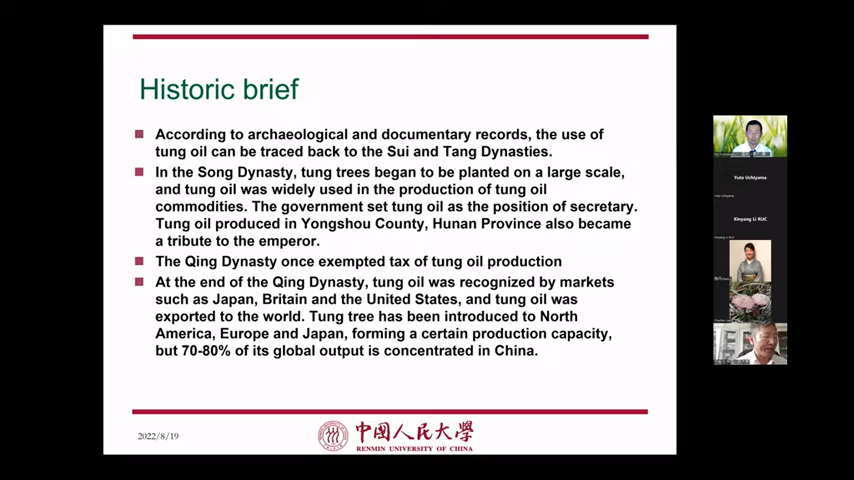 Historic brief
According to archaeological and documentary records, the use of
tung oil can be traced back to the Sui and Tang Dynasties.
In the Song Dynasty, tung trees began to be planted on a large scale,
and tung oil was widely used in the production of tung oil
commodities. The government set tung oil as the position of secretary.
Tung oil produced in Yongshou County, Hunan Province also became
a tribute to the emperor.
The Qing Dynasty once exempted tax of tung oil production
At the end of the Qing Dynasty, tung oil was recognized by markets
such as Japan, Britain and the United States, and tung oil was
exported to the world. Tung tree has been introduced to North
America, Europe and Japan, forming a certain production capacity,
but 70-80% of its global output is concentrated in China.
2022/8/19
中国人民大学
RENMIN UNIVERSITY OF CHINA
Yuta Uchiyama
Xinyang Li RUC